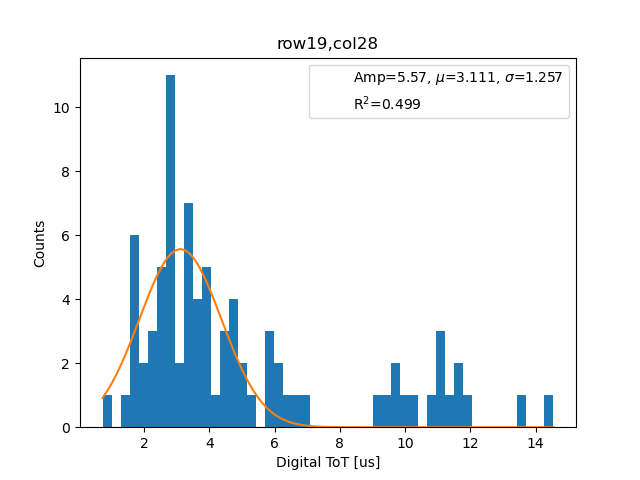 row19,col28
Amp=5.57, μ=3.111, σ=1.257
R²=0.499
Counts
10
8
6
4
2
0
2 4 6 8 10 12 14
Digital ToT [us]